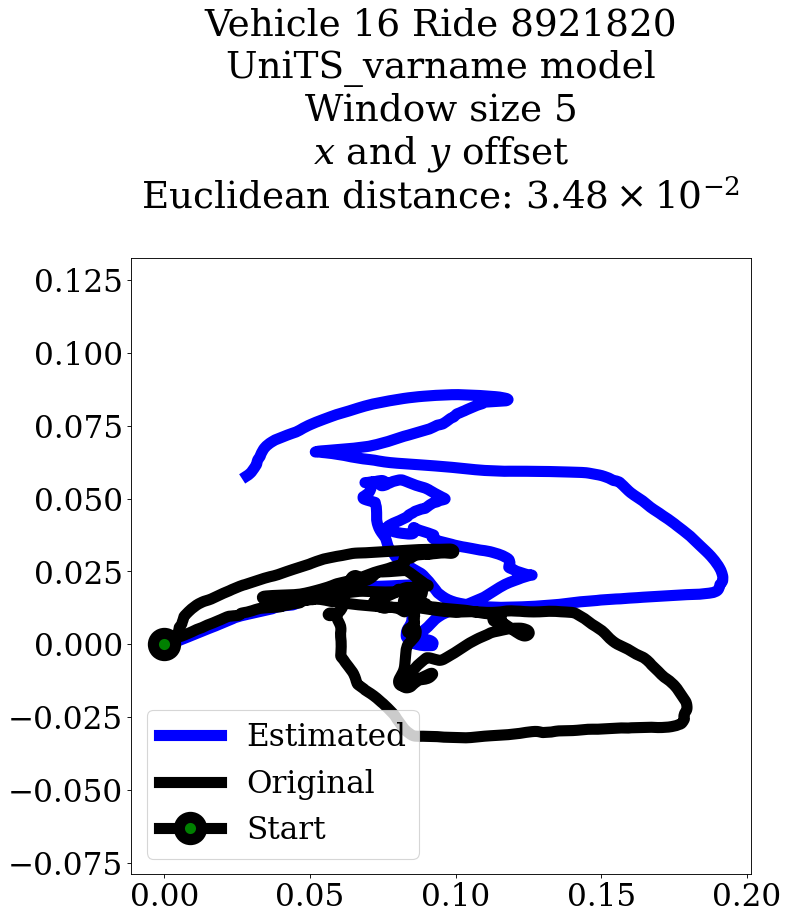 Vehicle 16 Ride 8921820
UniTS_varname model
Window size 5
x and y offset
Euclidean distance: 3.48 × 10⁻²
0.125
0.100
0.075
0.050
0.025
0.000
−0.025
−0.050
−0.075
Estimated
Original
Start
0.00 0.05 0.10 0.15 0.20